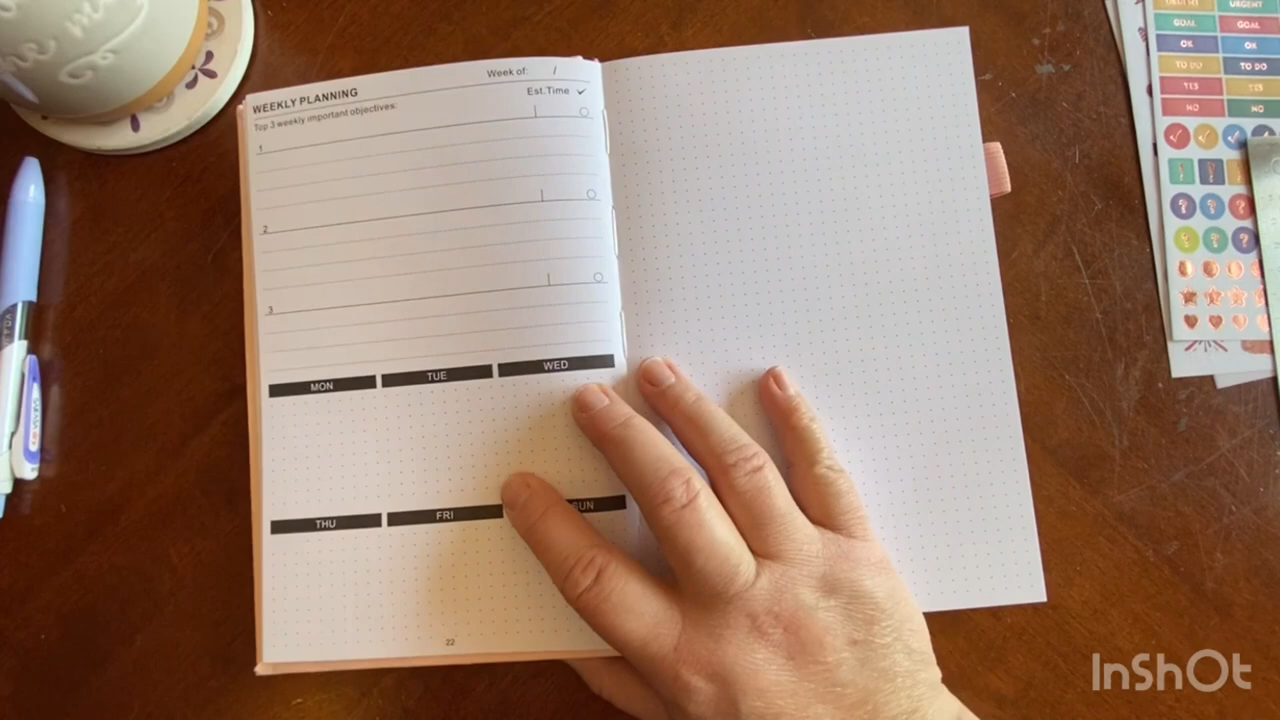 WEEKLY PLANNING Week of: /
Top 3 weekly important objectives: Est.Time ✓
1
2
3
MON TUE WED
THU FRI SUN
22
URGENT
GOAL GOAL
OK OK
TO DO TO DO
YES YES
NO NO
InShOt